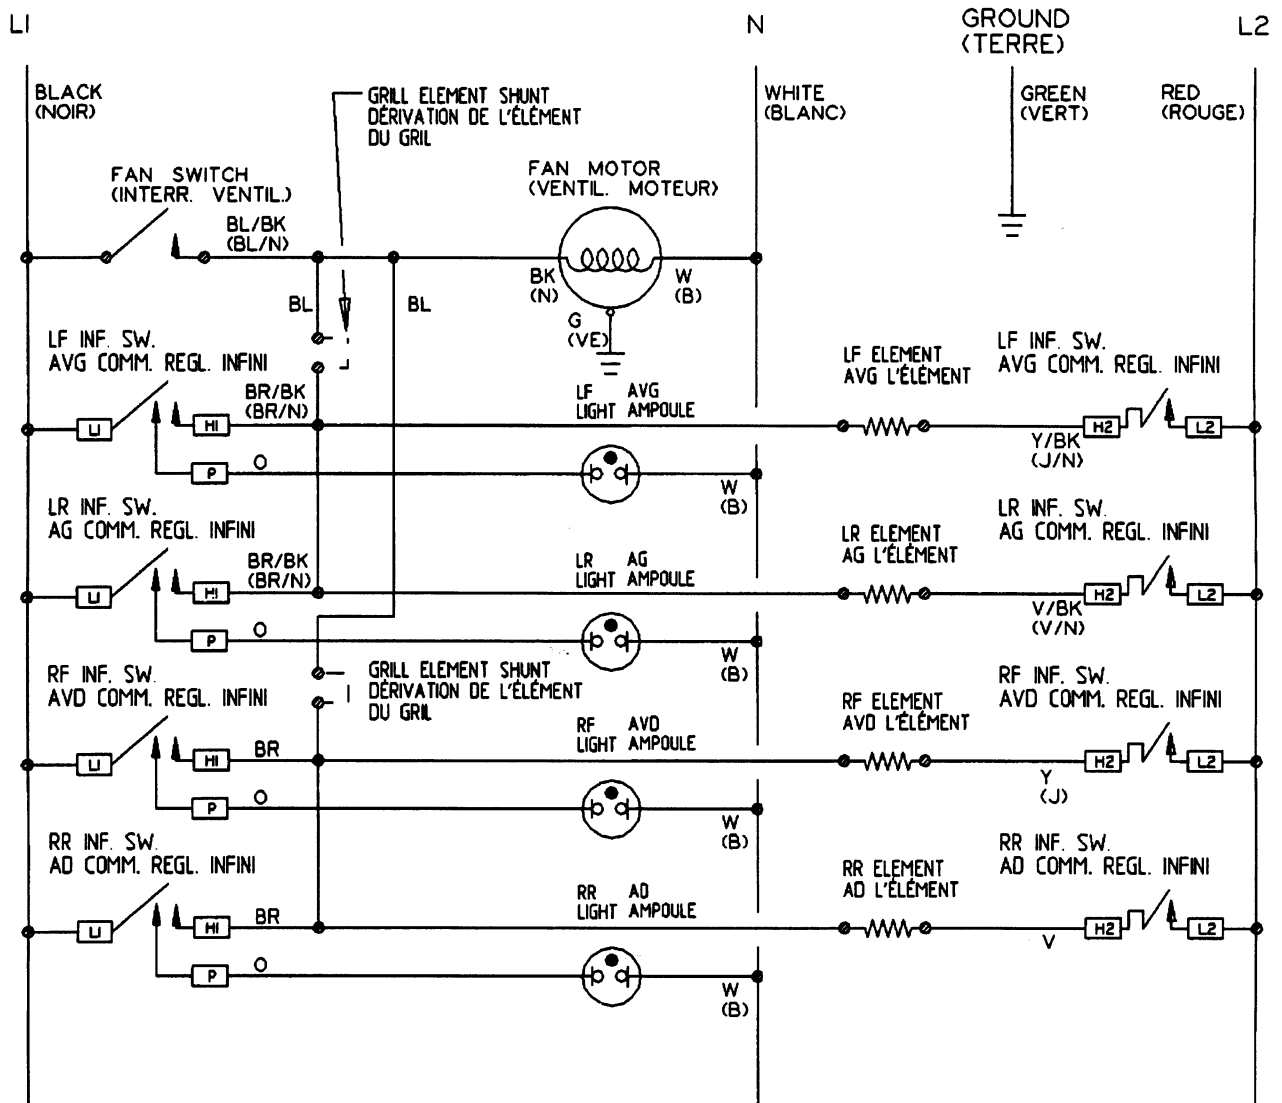 L1
N
GROUND
(TERRE)
L2
BLACK
(NOIR)
GRILL ELEMENT SHUNT
DÉRIVATION DE L'ÉLÉMENT
DU GRIL
WHITE
(BLANC)
GREEN
(VERT)
RED
(ROUGE)
FAN SWITCH
(INTERR. VENTIL.)
BL/BK
(BL/N)
FAN MOTOR
(VENTIL. MOTEUR)
BK
(N)
W
(B)
G
(VE)
BL
BL
LF INF. SW.
AVG COMM. REGL. INFINI
BR/BK
(BR/N)
LF AVG
LIGHT AMPOULE
LF ELEMENT
AVG L'ÉLÉMENT
LF INF. SW.
AVG COMM. REGL. INFINI
L1
H1
H2
L2
Y/BK
(J/N)
P
O
W
(B)
LR INF. SW.
AG COMM. REGL. INFINI
BR/BK
(BR/N)
LR AG
LIGHT AMPOULE
LR ELEMENT
AG L'ÉLÉMENT
LR INF. SW.
AG COMM. REGL. INFINI
L1
H1
H2
L2
V/BK
(V/N)
P
O
W
(B)
GRILL ELEMENT SHUNT
DÉRIVATION DE L'ÉLÉMENT
DU GRIL
RF INF. SW.
AVD COMM. REGL. INFINI
BR
RF AVD
LIGHT AMPOULE
RF ELEMENT
AVD L'ÉLÉMENT
RF INF. SW.
AVD COMM. REGL. INFINI
L1
H1
H2
L2
Y
(J)
P
O
W
(B)
RR INF. SW.
AD COMM. REGL. INFINI
BR
RR AD
LIGHT AMPOULE
RR ELEMENT
AD L'ÉLÉMENT
RR INF. SW.
AD COMM. REGL. INFINI
L1
H1
H2
L2
V
P
O
W
(B)